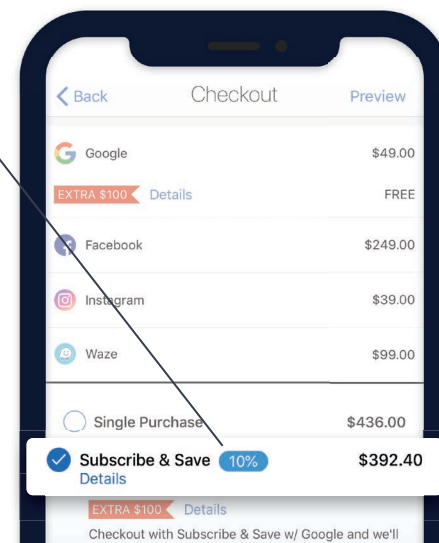 Back Checkout Preview
Google $49.00
EXTRA $100 Details FREE
Facebook $249.00
Instagram $39.00
Waze $99.00
Single Purchase $436.00
Subscribe & Save 10% $392.40
Details
EXTRA $100 Details
Checkout with Subscribe & Save w/ Google and we'll